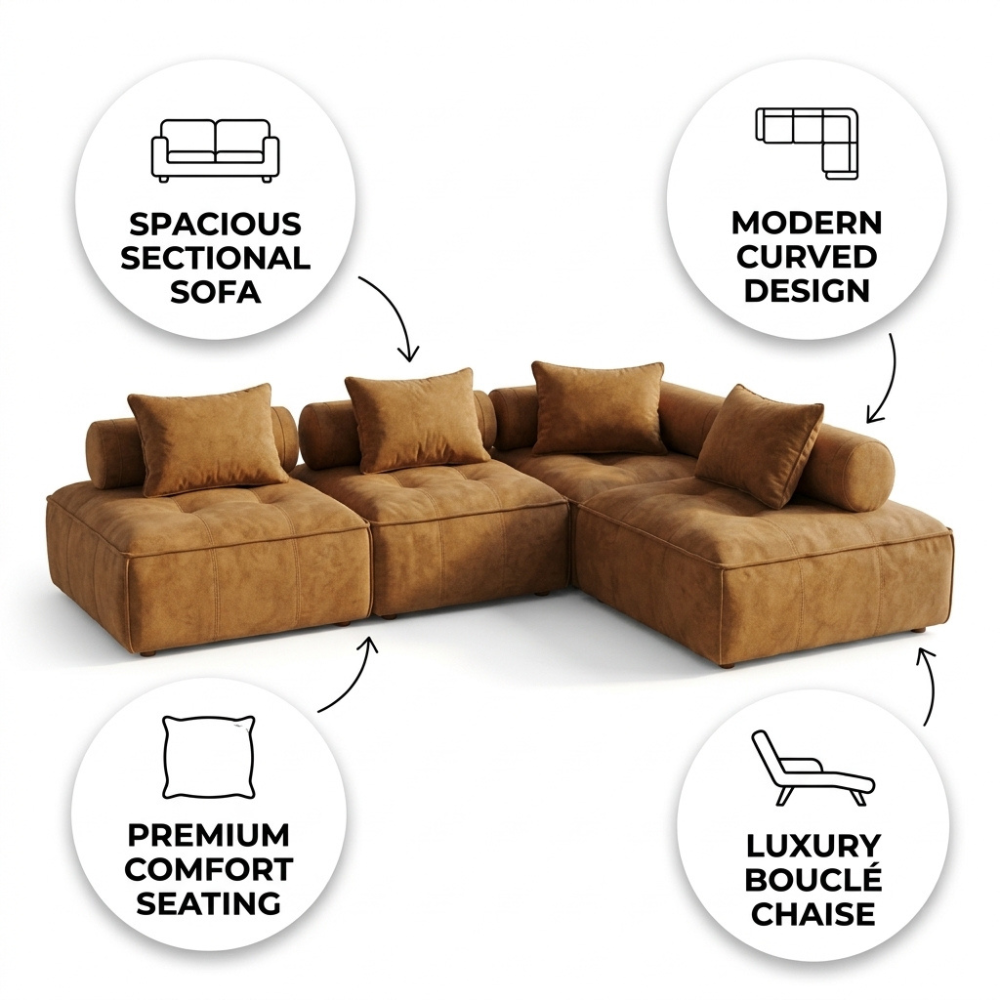 SPACIOUS
SECTIONAL
SOFA
MODERN
CURVED
DESIGN
PREMIUM
COMFORT
SEATING
LUXURY
BOUCLÉ
CHAISE